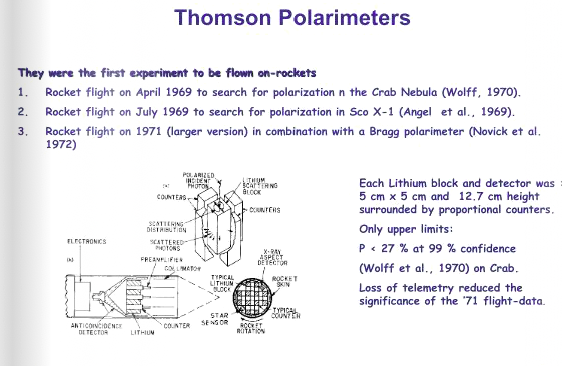 Thomson Polarimeters
They were the first experiment to be flown on-rockets
1. Rocket flight on April 1969 to search for polarization n the Crab Nebula (Wolff, 1970).
2. Rocket flight on July 1969 to search for polarization in Sco X-1 (Angel et al., 1969).
3. Rocket flight on 1971 (larger version) in combination with a Bragg polarimeter (Novick et al.
1972)
POLARIZED
INCIDENT
PHOTON
(a)
LITHIUM
SCATTERING
BLOCK
COUNTERS
COUNTERS
SCATTERING
DISTRIBUTION
SCATTERED
PHOTONS
ELECTRONICS
(b)
PREAMPLIFIER
COLLIMATOR
X-RAY
ASPECT
DETECTOR
TYPICAL
LITHIUM
BLOCK
ROCKET
SKIN
TYPICAL
COUNTER
STAR
SENSOR
ROCKET
ROTATION
ANTICOINCIDENCE
DETECTOR
LITHIUM
COUNTER
Each Lithium block and detector was :
5 cm x 5 cm and 12.7 cm height
surrounded by proportional counters.
Only upper limits:
P < 27 % at 99 % confidence
(Wolff et al., 1970) on Crab.
Loss of telemetry reduced the
significance of the '71 flight-data.